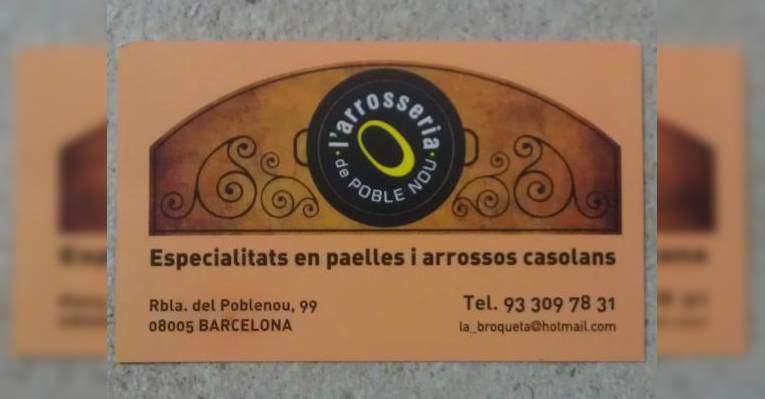 l'arrosseria
de POBLE NOU
Especialitats en paelles i arrossos casolans
Rbla. del Poblenou, 99
08005 BARCELONA
Tel. 93 309 78 31
la_broqueta@hotmail.com